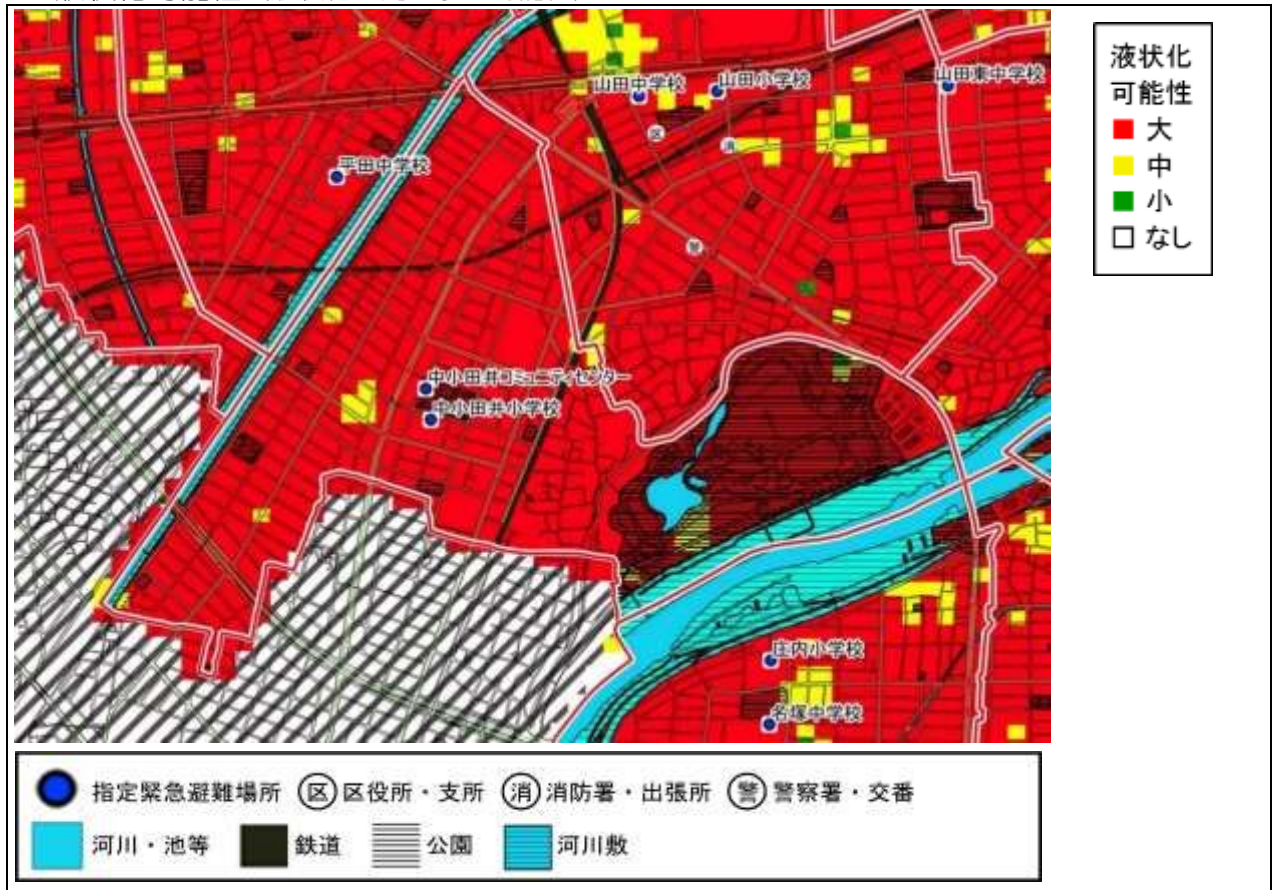 山田中学校
山田小学校
山田東中学校
区
消
平田中学校
警
中小田井コミュニティセンター
中小田井小学校
庄内小学校
名塚中学校
液状化
可能性
大
中
小
なし
指定緊急避難場所 区 区役所・支所 消 消防署・出張所 警 警察署・交番
河川・池等 鉄道 公園 河川敷